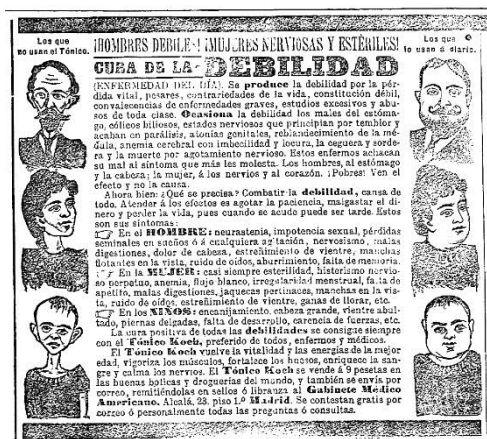 Los que
no usan el Tónico.
¡HOMBRES DEBILES! ¡MUJERES NERVIOSAS Y ESTÉRILES!
Los que
lo usan á diario.
CURA DE LA DEBILIDAD
(ENFERMEDAD DEL DÍA). Se produce la debilidad por la pér-
dida vital, pesares, contrariedades de la vida, constitución débil,
convalecencias de enfermedades graves, estudios excesivos y abu-
sos de toda clase. Ocasiona la debilidad los males del estóma-
go, cólicos biliosos, estados nerviosos que principian por temblor y
acaban en parálisis, atonías genitales, reblandecimiento de la mé-
dula, anemia cerebral con imbecilidad y locura, la ceguera y sorde-
ra y la muerte por agotamiento nervioso. Estos enfermos achacan
su mal al síntoma que más les molesta. Los hombres, al estómago
y la cabeza; la mujer, á los nervios y al corazón. ¡Pobres! Ven el
efecto y no la causa.
Ahora bien: ¿Qué se precisa? Combatir la debilidad, causa de
todo. Atender á los efectos es agotar la paciencia, malgastar el di-
nero y perder la vida, pues cuando se acude puede ser tarde. Estos
son sus síntomas:
En el HOMBRE: neurastenia, impotencia sexual, pérdidas
seminales en sueños ó á cualquiera agitación, nervosismo, malas
digestiones, dolor de cabeza, estreñimiento de vientre, manchas
flotantes en la vista, ruido de oídos, aburrimiento, falta de memoria.
En la MUJER: casi siempre esterilidad, histerismo nervio-
so perpetuo, anemia, flujo blanco, irregularidad menstrual, falta de
apetito, malas digestiones, jaquecas pertinaces, manchas en la vis-
ta, ruido de oídos, estreñimiento de vientre, ganas de llorar, etc.
En los NIÑOS: encanijamiento, cabeza grande, vientre abul-
tado, piernas delgadas, falta de desarrollo, carencia de fuerzas, etc.
La cura positiva de todas las debilidades se consigue siempre
con el Tónico Koch, preferido de todos, enfermos y médicos.
El Tónico Koch vuelve la vitalidad y las energías de la mejor
edad, vigoriza los músculos, fortalece los huesos, enriquece la san-
gre y calma los nervios. El Tónico Koch se vende á 9 pesetas en
las buenas boticas y droguerías del mundo, y también se envía por
correo, remitiéndolas en sellos ó libranza al Gabinete Médico
Americano. Alcalá, 23, piso 1.º Madrid. Se contestan gratis por
correo ó personalmente todas las preguntas ó consultas.